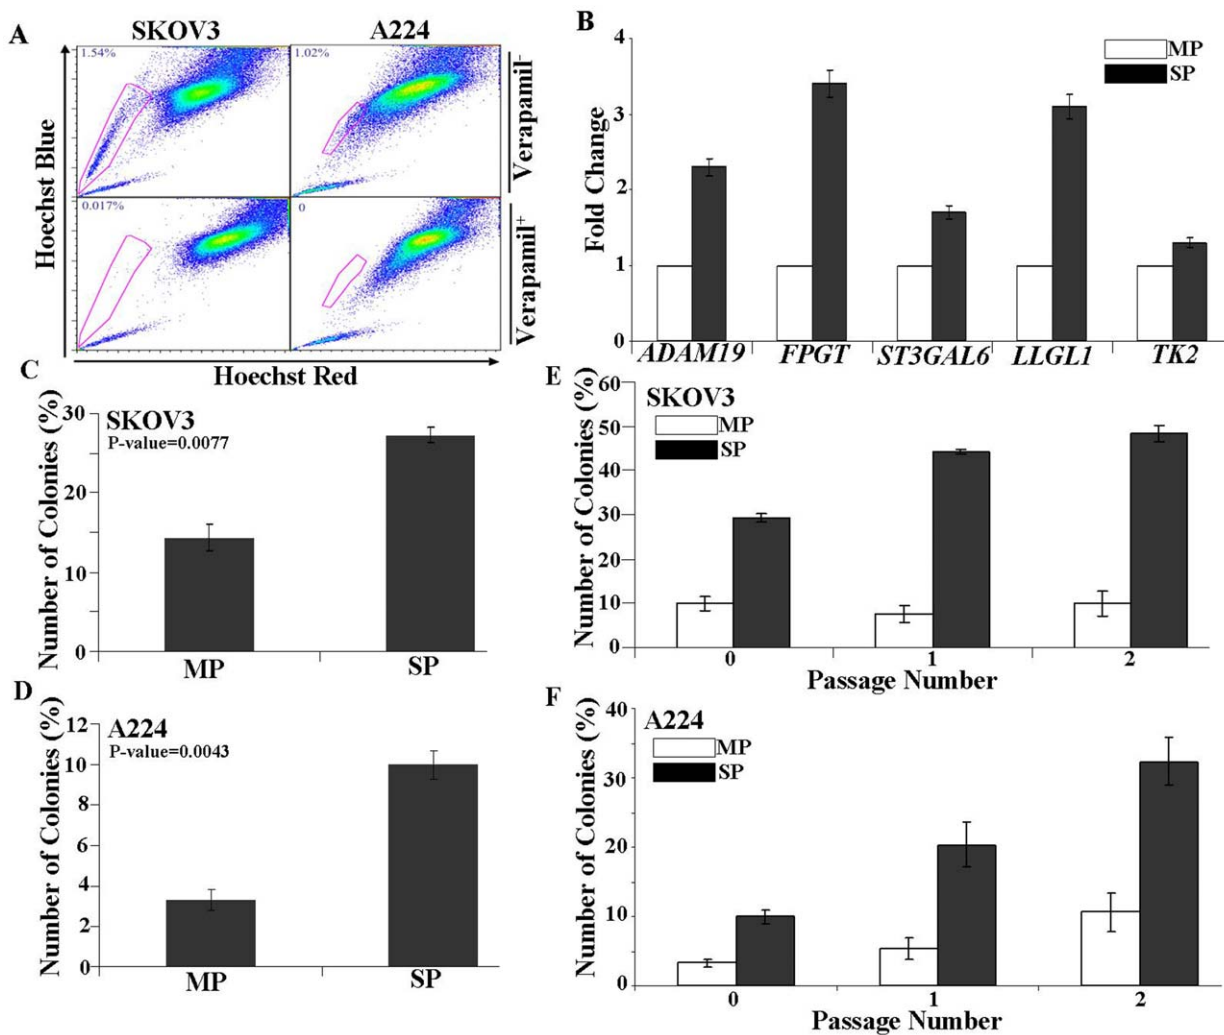 A
SKOV3
A224
1.54%
1.02%
Verapamil-
0.017%
0
Verapamil+
Hoechst Blue
Hoechst Red
B
MP
SP
Fold Change
4
3
2
1
0
ADAM19 FPGT ST3GAL6 LLGL1 TK2
C
SKOV3
P-value=0.0077
Number of Colonies (%)
30
20
10
0
MP SP
D
A224
P-value=0.0043
Number of Colonies (%)
12
10
8
6
4
2
0
MP SP
E
SKOV3
MP
SP
Number of Colonies (%)
60
50
40
30
20
10
0
0 1 2
Passage Number
F
A224
MP
SP
Number of Colonies (%)
40
30
20
10
0
0 1 2
Passage Number